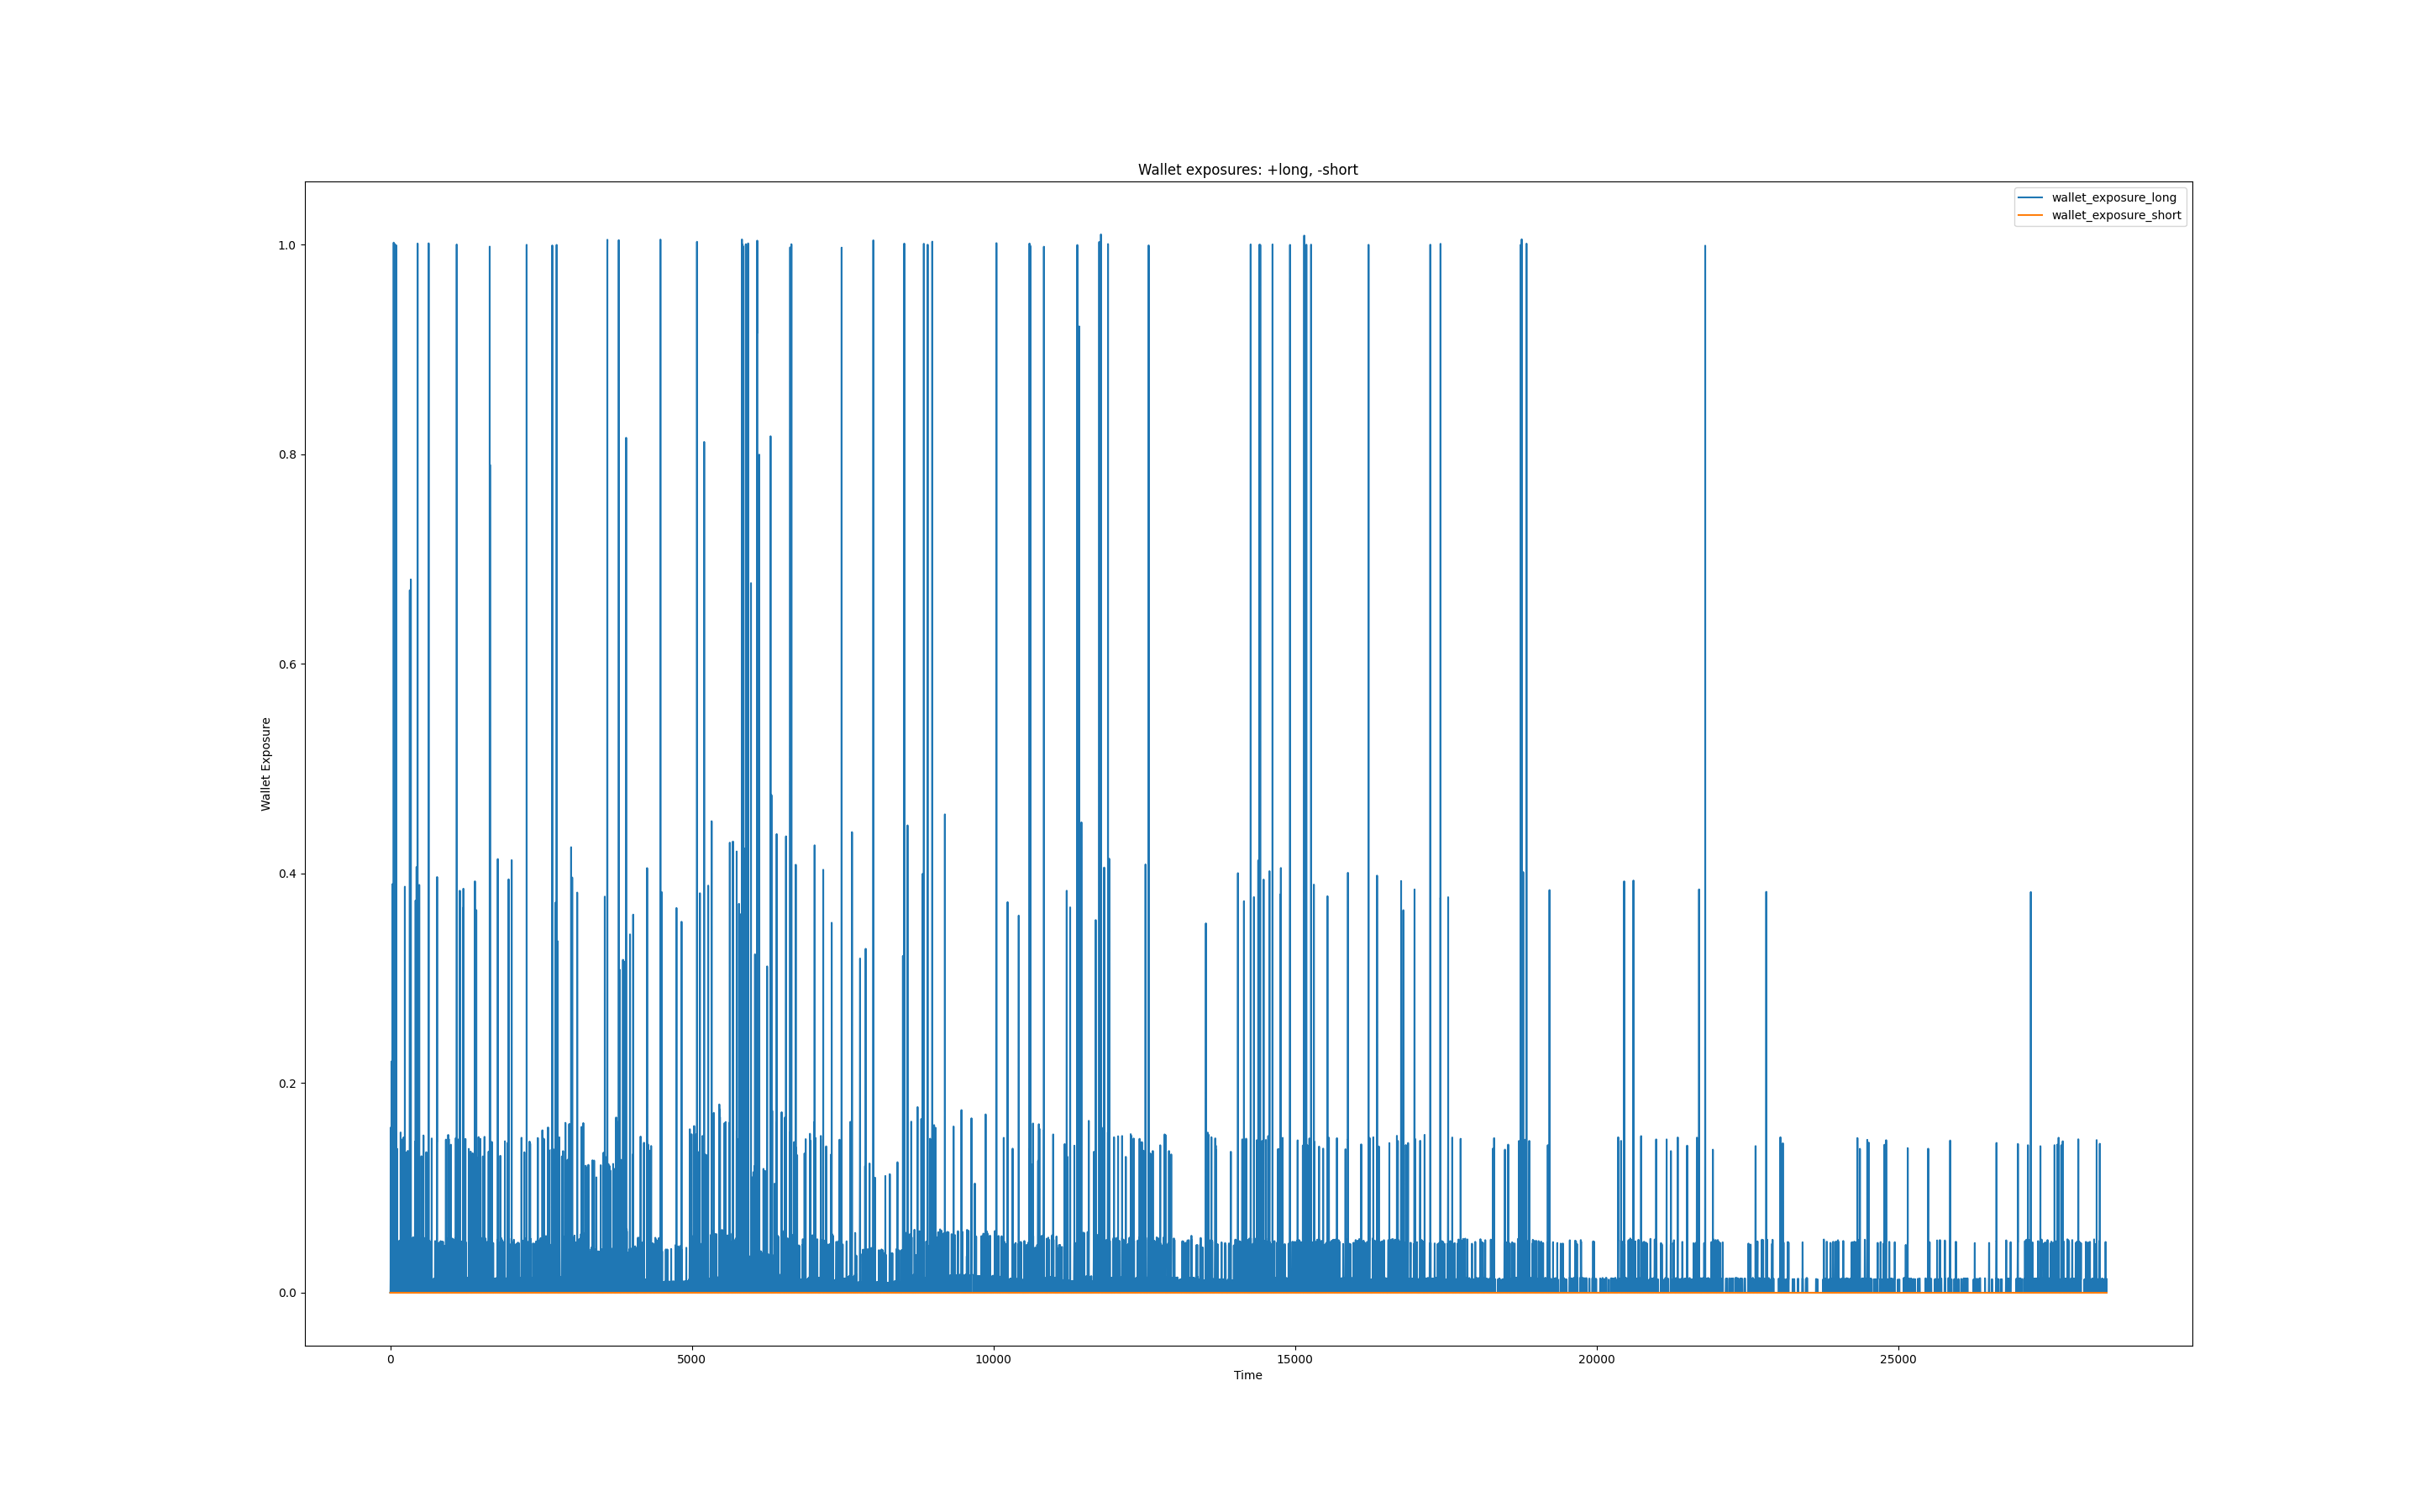 Wallet exposures: +long, -short
wallet_exposure_long
wallet_exposure_short
1.0
0.8
0.6
0.4
0.2
0.0
Wallet Exposure
0 5000 10000 15000 20000 25000
Time